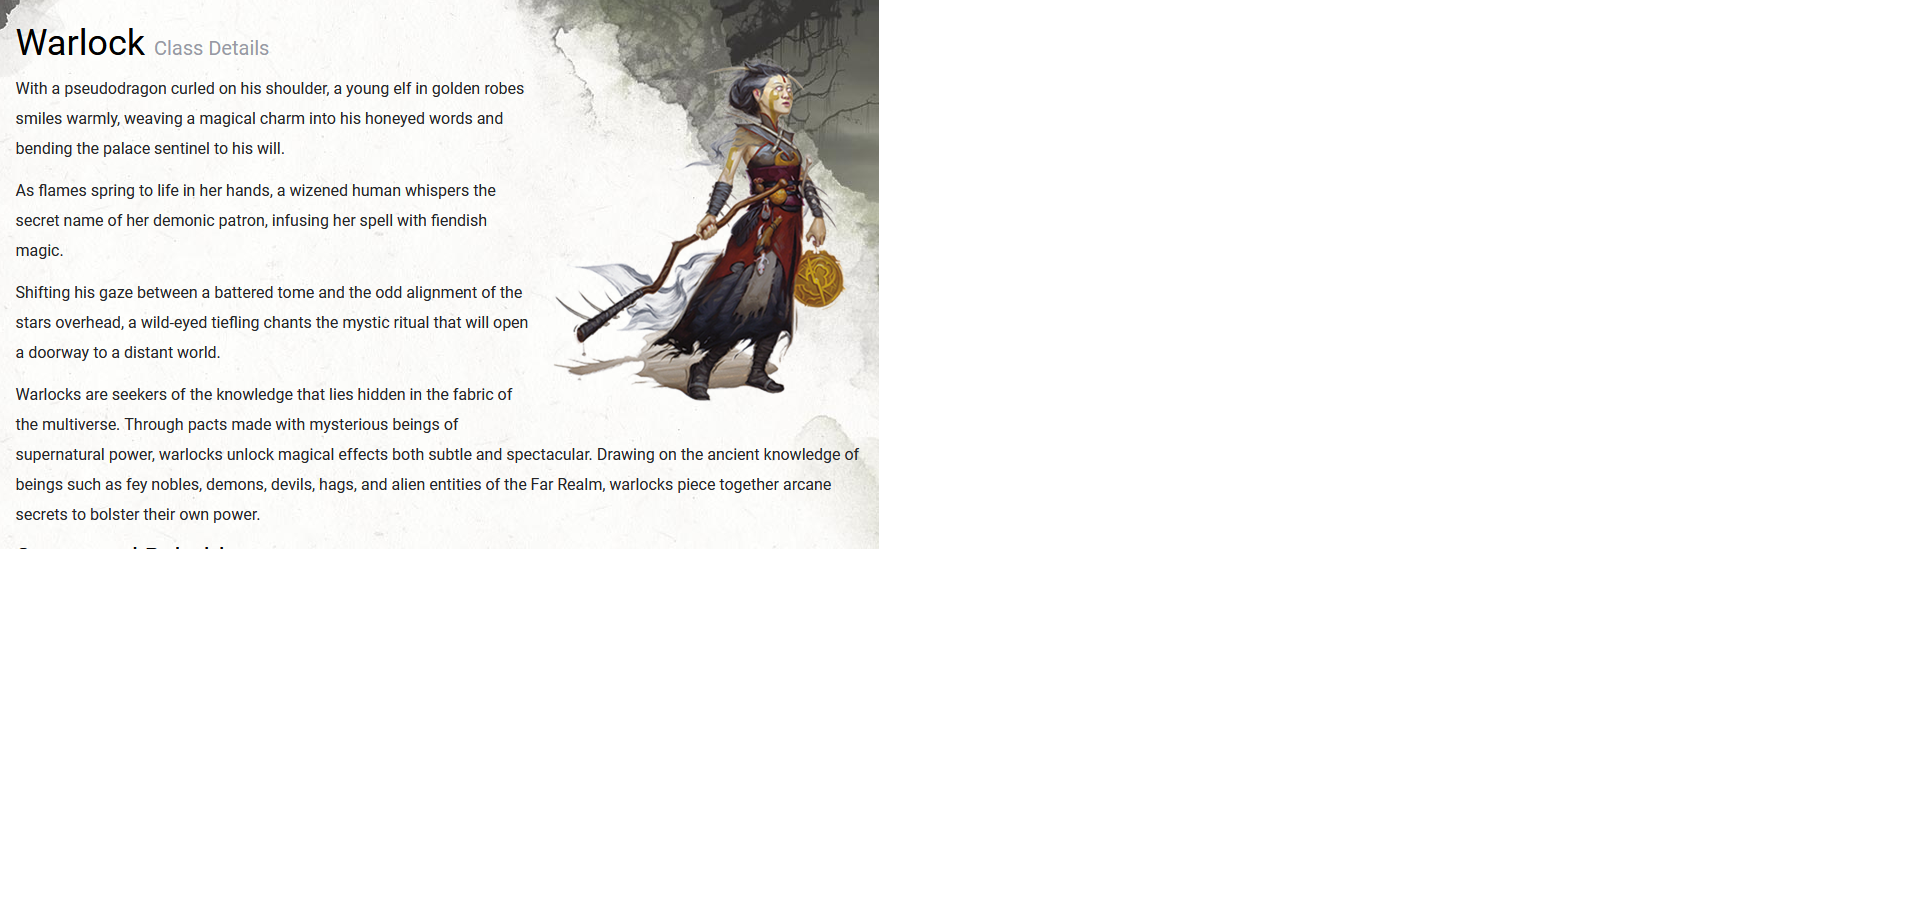 Warlock Class Details
With a pseudodragon curled on his shoulder, a young elf in golden robes
smiles warmly, weaving a magical charm into his honeyed words and
bending the palace sentinel to his will.
As flames spring to life in her hands, a wizened human whispers the
secret name of her demonic patron, infusing her spell with fiendish
magic.
Shifting his gaze between a battered tome and the odd alignment of the
stars overhead, a wild-eyed tiefling chants the mystic ritual that will open
a doorway to a distant world.
Warlocks are seekers of the knowledge that lies hidden in the fabric of
the multiverse. Through pacts made with mysterious beings of
supernatural power, warlocks unlock magical effects both subtle and spectacular. Drawing on the ancient knowledge of
beings such as fey nobles, demons, devils, hags, and alien entities of the Far Realm, warlocks piece together arcane
secrets to bolster their own power.